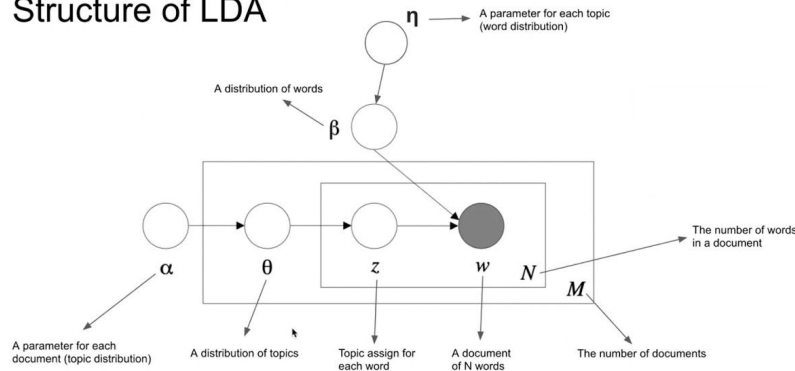 Structure of LDA
η
A parameter for each topic
(word distribution)
A distribution of words
β
The number of words
in a document
α
θ
z
w
N
M
A parameter for each
document (topic distribution)
A distribution of topics
Topic assign for
each word
A document
of N words
The number of documents